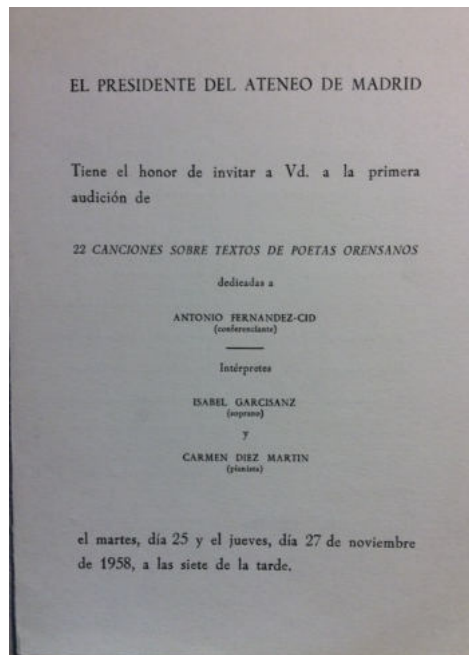 EL PRESIDENTE DEL ATENEO DE MADRID
Tiene el honor de invitar a Vd. a la primera
audición de
22 CANCIONES SOBRE TEXTOS DE POETAS ORENSANOS
dedicadas a
ANTONIO FERNANDEZ-CID
(conferenciante)
Intérpretes
ISABEL GARCISANZ
(soprano)
y
CARMEN DIEZ MARTIN
(pianista)
el martes, día 25 y el jueves, día 27 de noviembre
de 1958, a las siete de la tarde.